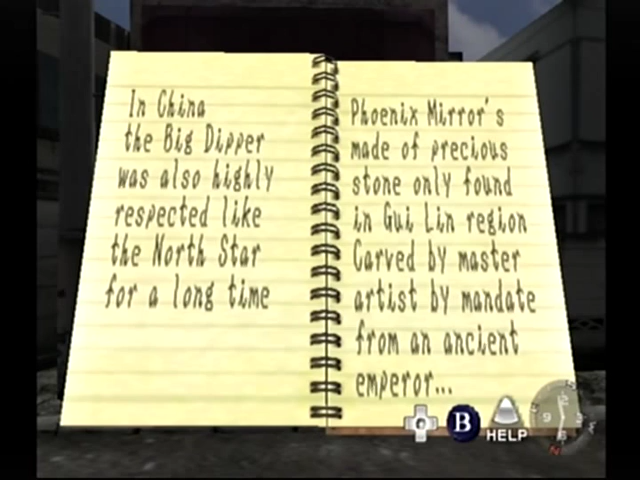 In China
the Big Dipper
was also highly
respected like
the North Star
for a long time
Phoenix Mirror's
made of precious
stone only found
in Gui Lin region
Carved by master
artist by mandate
from an ancient
emperor...
B
HELP
9
3
N